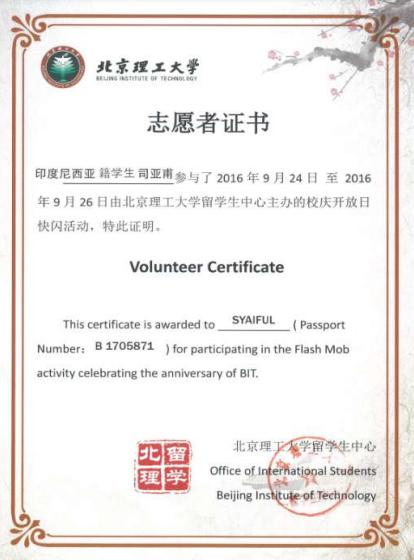 北京理工大学
BEIJING INSTITUTE OF TECHNOLOGY
志愿者证书
印度尼西亚 籍学生 司亚甫 参与了 2016 年 9 月 24 日 至 2016
年 9 月 26 日由北京理工大学留学生中心主办的校庆开放日
快闪活动，特此证明。
Volunteer Certificate
This certificate is awarded to SYAIFUL ( Passport
Number: B 1705871 ) for participating in the Flash Mob
activity celebrating the anniversary of BIT.
北京理工大学留学生中心
Office of International Students
Beijing Institute of Technology
北理
留学